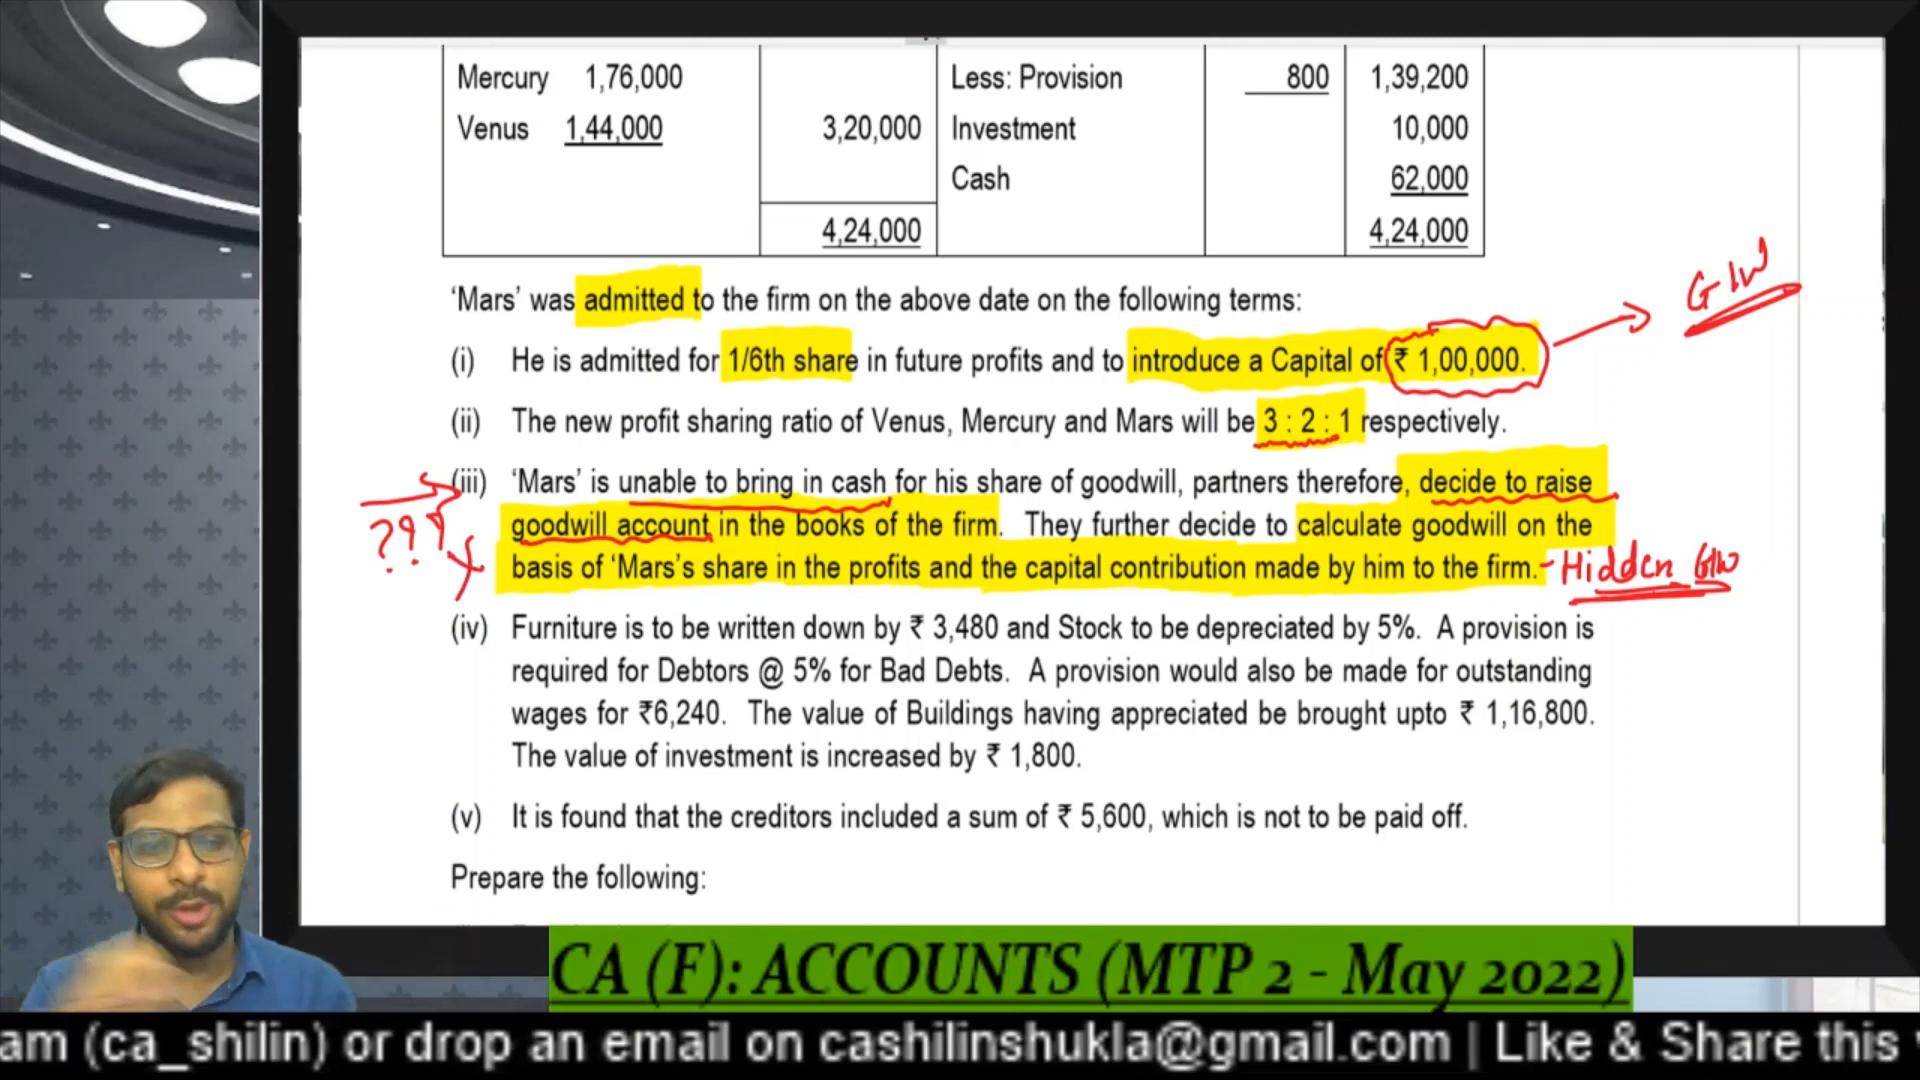 Mercury 1,76,000 Less: Provision 800 1,39,200
Venus 1,44,000 3,20,000 Investment 10,000
Cash 62,000
4,24,000 4,24,000
G/W
‘Mars’ was admitted to the firm on the above date on the following terms:
(i) He is admitted for 1/6th share in future profits and to introduce a Capital of ₹ 1,00,000.
(ii) The new profit sharing ratio of Venus, Mercury and Mars will be 3 : 2 : 1 respectively.
(iii) ‘Mars’ is unable to bring in cash for his share of goodwill, partners therefore, decide to raise
??? goodwill account in the books of the firm. They further decide to calculate goodwill on the
basis of ‘Mars’s share in the profits and the capital contribution made by him to the firm. - Hidden G/W
(iv) Furniture is to be written down by ₹ 3,480 and Stock to be depreciated by 5%. A provision is
required for Debtors @ 5% for Bad Debts. A provision would also be made for outstanding
wages for ₹6,240. The value of Buildings having appreciated be brought upto ₹ 1,16,800.
The value of investment is increased by ₹ 1,800.
(v) It is found that the creditors included a sum of ₹ 5,600, which is not to be paid off.
Prepare the following:
CA (F): ACCOUNTS (MTP 2 - May 2022)
am (ca_shilin) or drop an email on cashilinshukla@gmail.com | Like & Share this